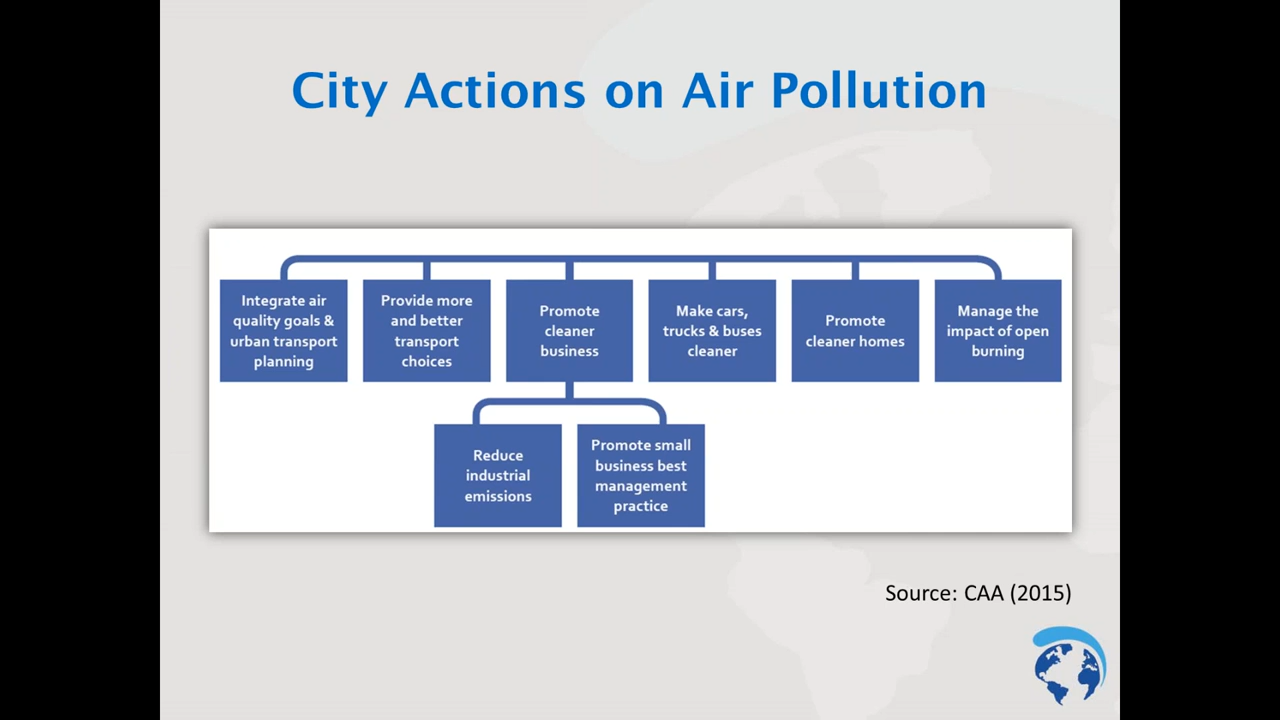 City Actions on Air Pollution
Integrate air
quality goals &
urban transport
planning
Provide more
and better
transport
choices
Promote
cleaner
business
Make cars,
trucks & buses
cleaner
Promote
cleaner homes
Manage the
impact of open
burning
Reduce
industrial
emissions
Promote small
business best
management
practice
Source: CAA (2015)